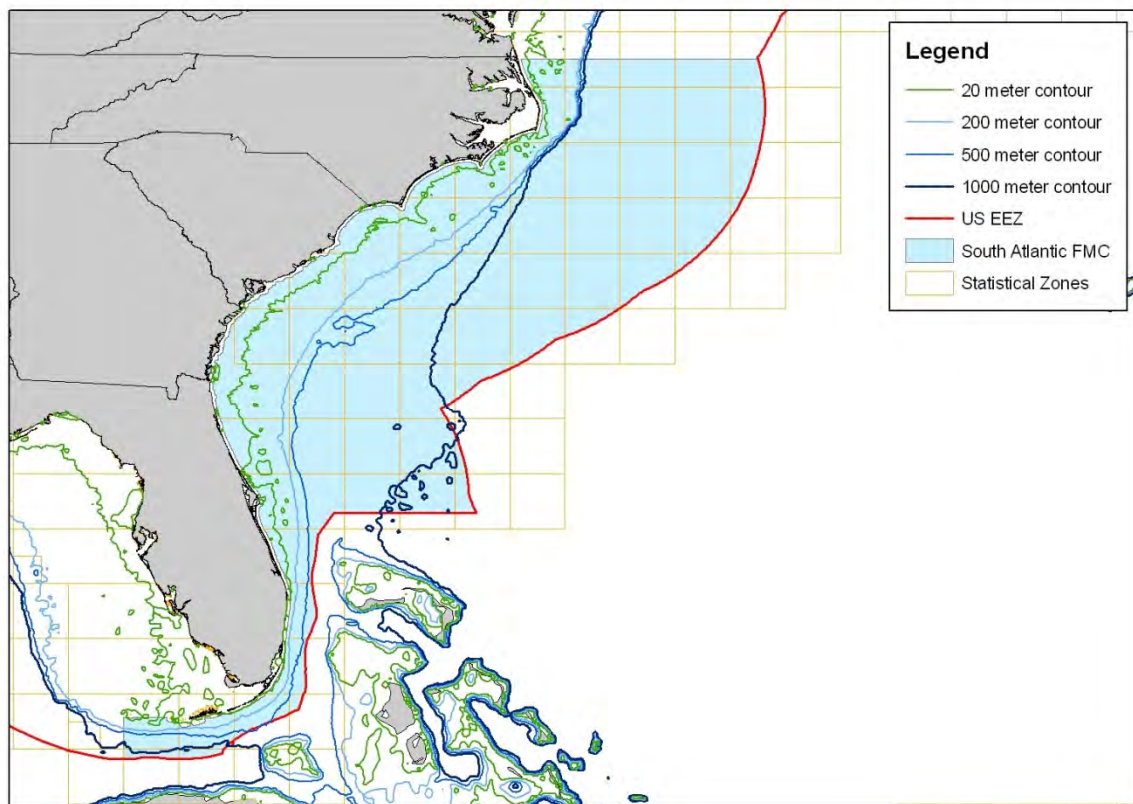 Legend
20 meter contour
200 meter contour
500 meter contour
1000 meter contour
US EEZ
South Atlantic FMC
Statistical Zones